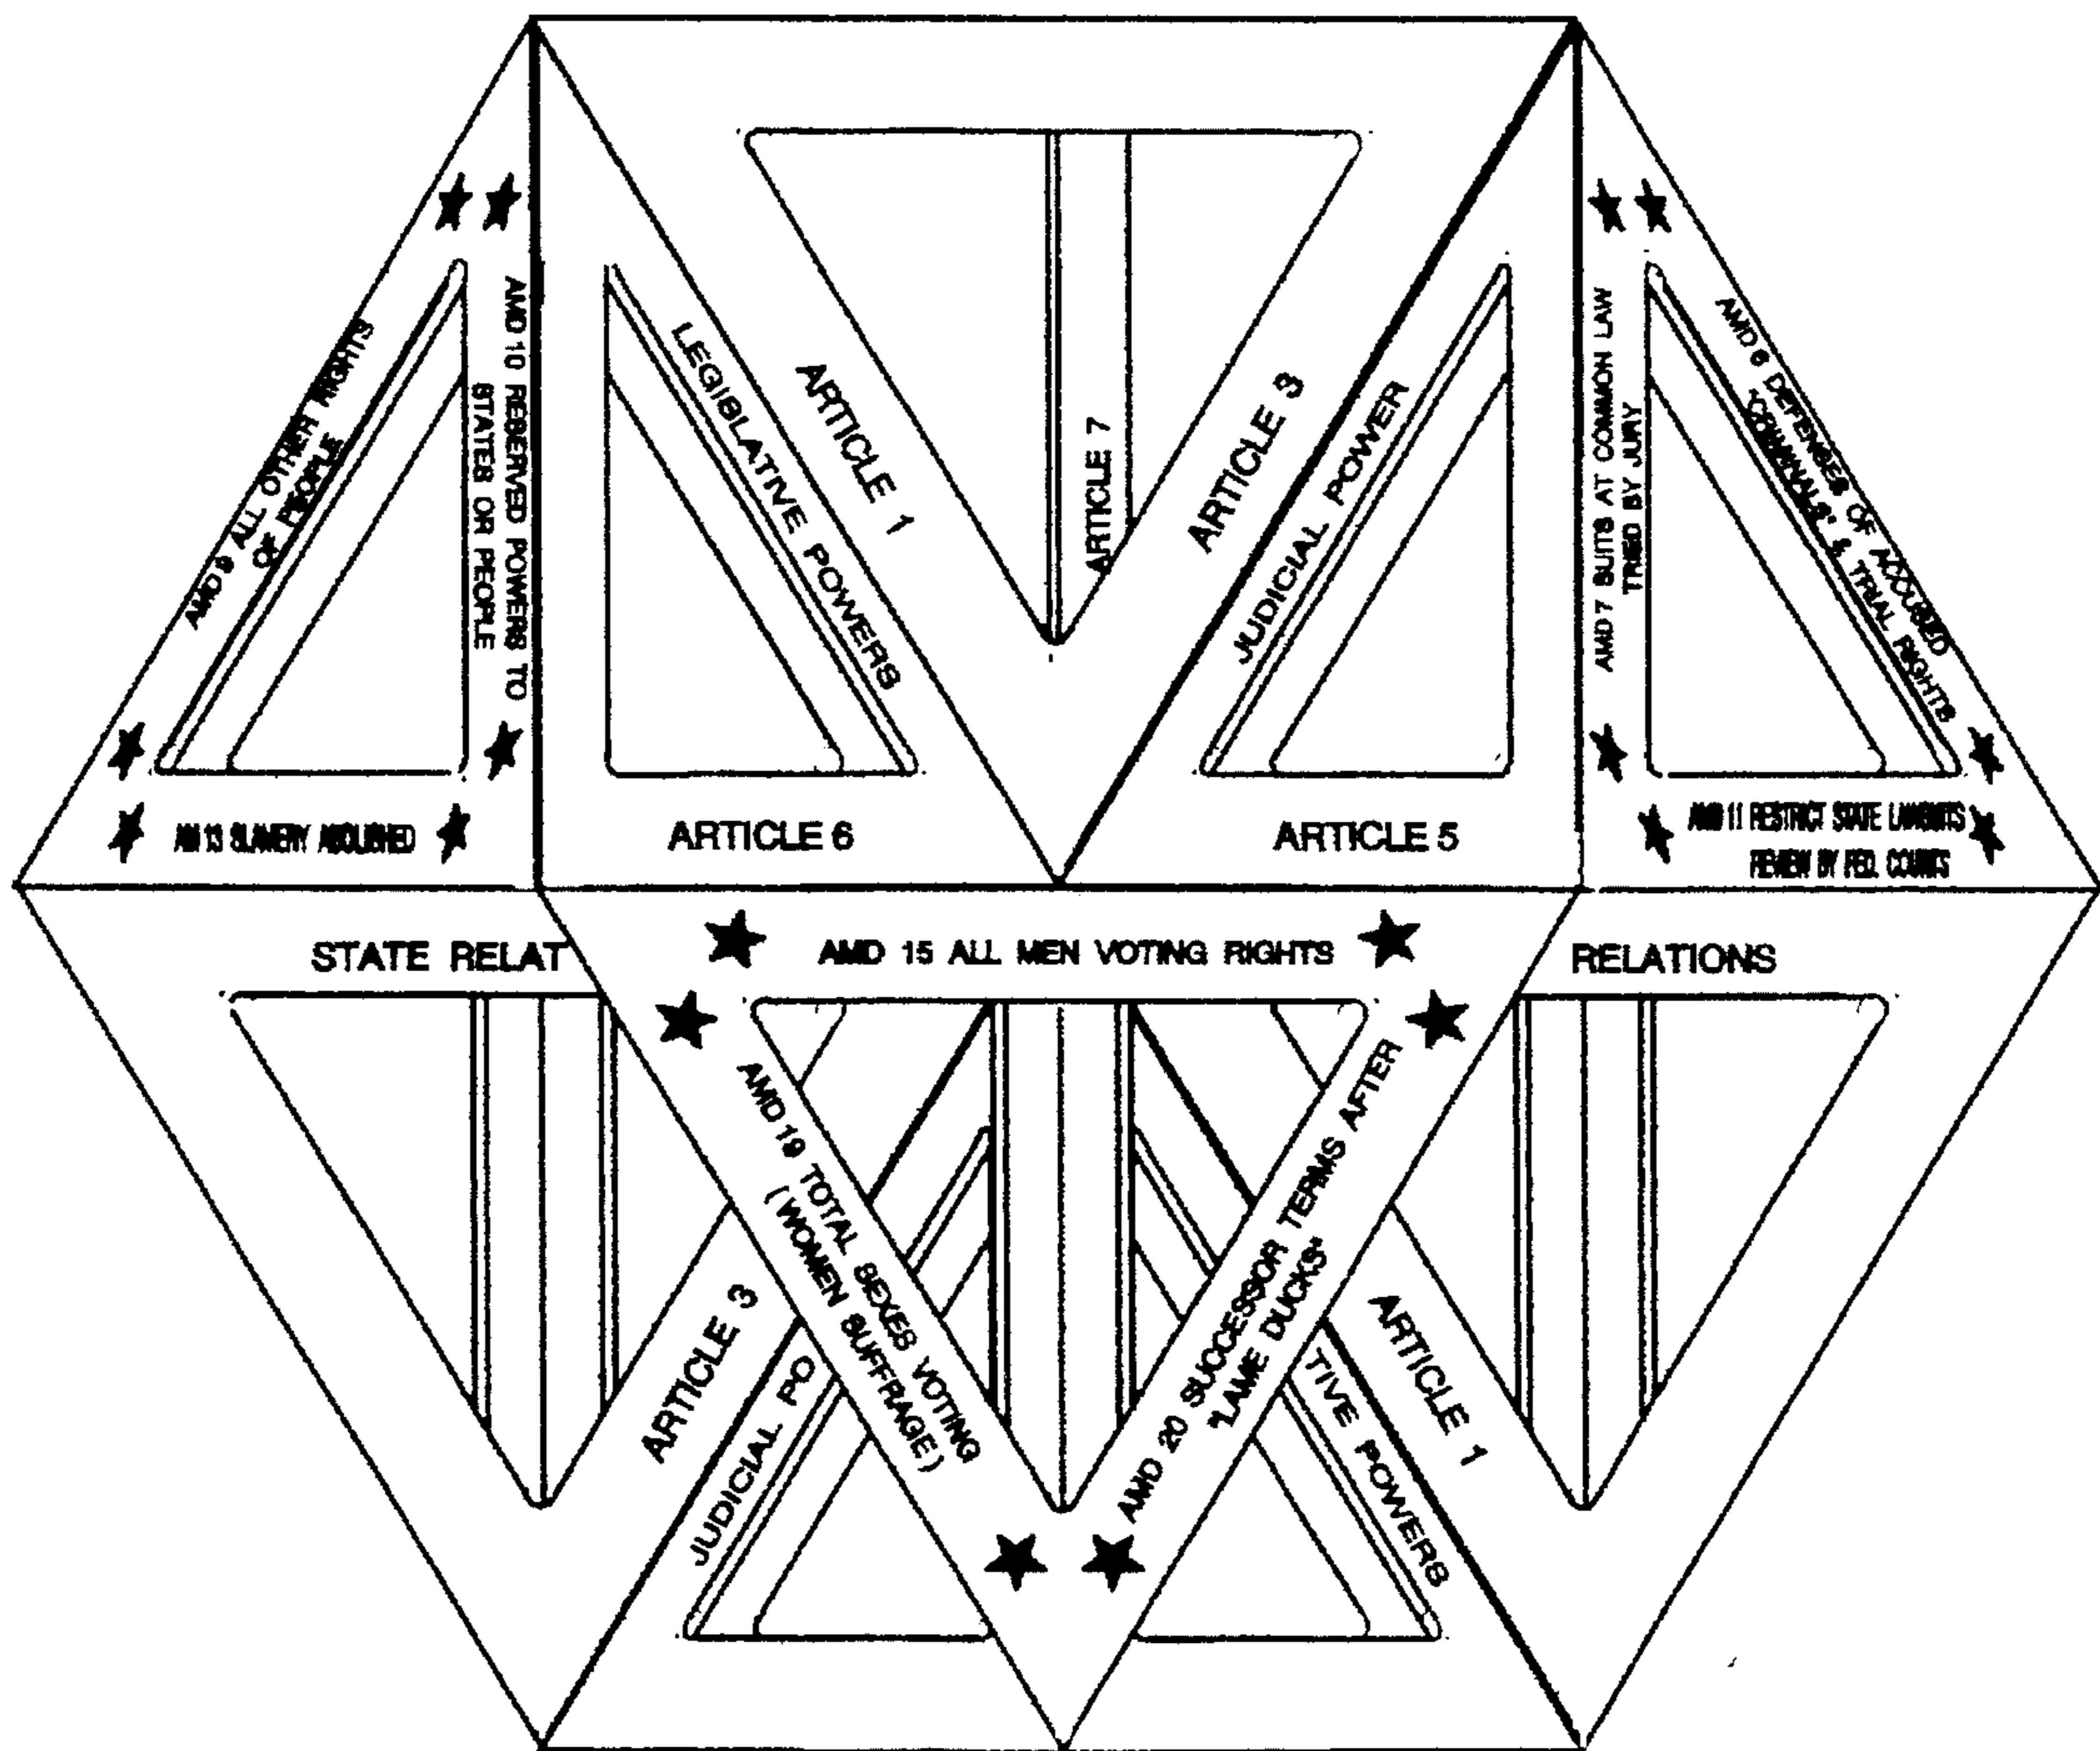 AMD 9 ALL OTHER RIGHTS
OF PEOPLE
AMD 10 RESERVED POWERS TO
STATES OR PEOPLE
AM 13 SLAVERY ABOLISHED
LEGISLATIVE POWERS
ARTICLE 1
ARTICLE 7
ARTICLE 3
JUDICIAL POWER
ARTICLE 6
ARTICLE 5
AMD 7 SUITS AT COMMON LAW
TRIED BY JURY
AMD 6 DEFENSES OF ACCUSED
"CRIMINALS" & TRIAL RIGHTS
AMD 11 RESTRICT STATE LAWSUITS
REVIEW BY FED. COURTS
STATE RELAT
AMD 15 ALL MEN VOTING RIGHTS
RELATIONS
AMD 19 TOTAL SEXES VOTING
(WOMEN SUFFRAGE)
AMD 20 SUCCESSOR TERMS AFTER
"LAME DUCKS"
ARTICLE 3
JUDICIAL PO
ARTICLE 1
TIVE POWERS